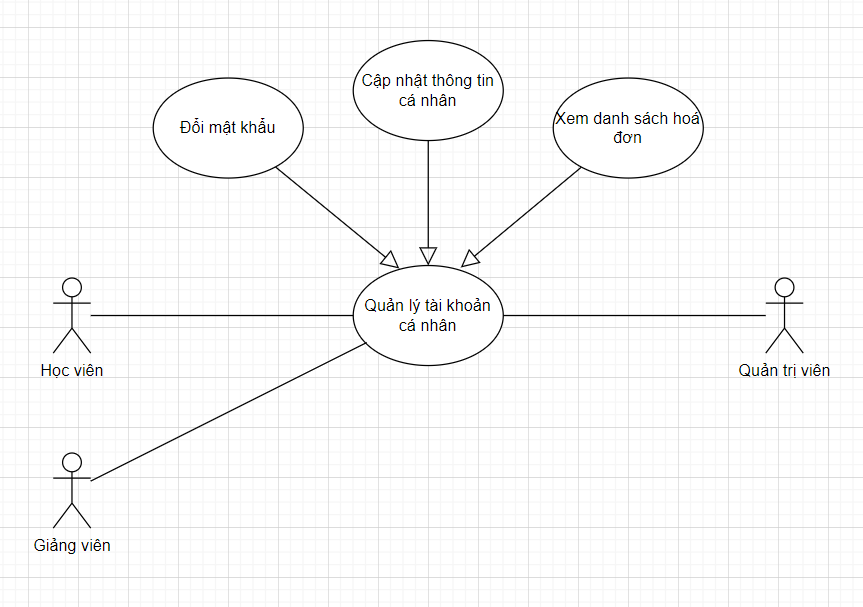 Cập nhật thông tin
cá nhân
Đổi mật khẩu
Xem danh sách hoá
đơn
Quản lý tài khoản
cá nhân
Học viên
Quản trị viên
Giảng viên